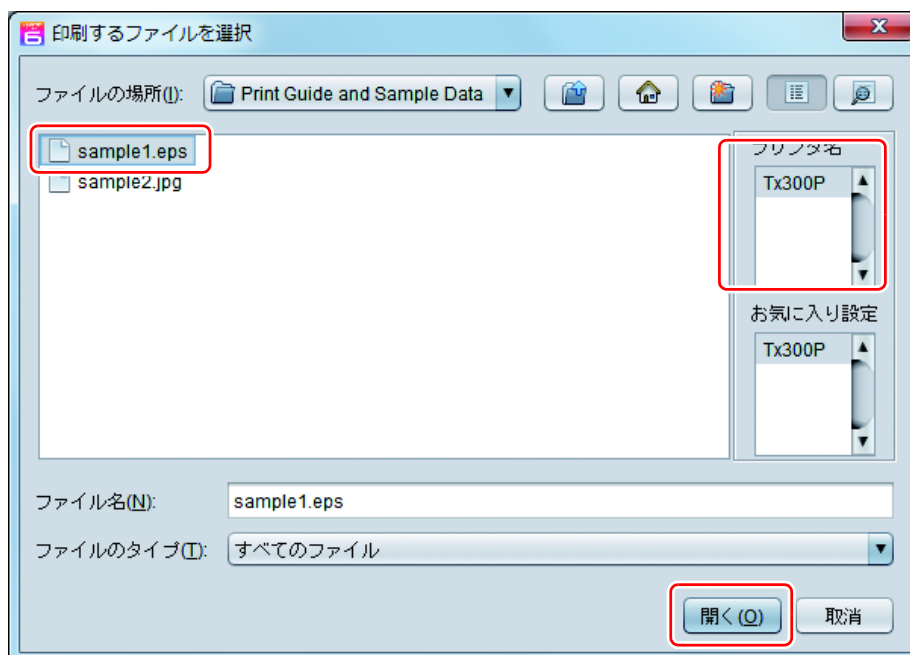 印刷するファイルを選択
ファイルの場所(I): Print Guide and Sample Data
sample1.eps
sample2.jpg
プリンタ名
Tx300P
お気に入り設定
Tx300P
ファイル名(N): sample1.eps
ファイルのタイプ(T): すべてのファイル
開く(O) 取消